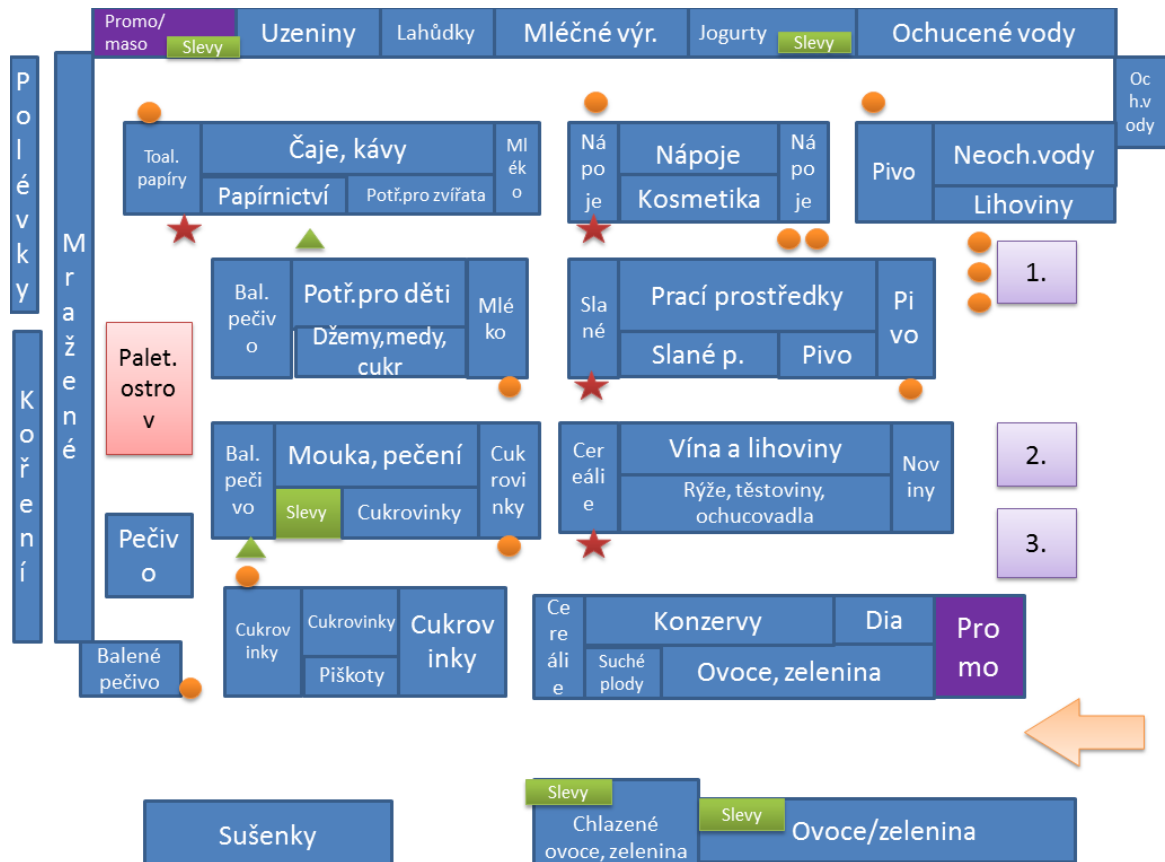 Promo/
maso
Slevy
Uzeniny
Lahůdky
Mléčné výr.
Jogurty
Slevy
Ochucené vody
Oc
h.v
ody
P
o
l
é
v
k
y
M
r
a
ž
e
n
é
K
o
ř
e
n
í
Toal.
papíry
Čaje, kávy
Papírnictví
Potř.pro zvířata
Ml
ék
o
Ná
po
je
Nápoje
Kosmetika
Ná
po
je
Pivo
Neoch.vody
Lihoviny
Bal.
pečiv
o
Potř.pro děti
Džemy,medy,
cukr
Mlé
ko
Sla
né
Prací prostředky
Slané p.
Pivo
Pi
vo
1.
Palet.
ostro
v
Bal.
peči
vo
Mouka, pečení
Slevy
Cukrovinky
Cuk
rovi
nky
Cer
eálie
Vína a lihoviny
Rýže, těstoviny,
ochucovadla
Nov
iny
2.
3.
Pečiv
o
Balené
pečivo
Cukrov
inky
Cukrovinky
Piškoty
Cukrov
inky
Ce
re
áli
e
Konzervy
Dia
Suché
plody
Ovoce, zelenina
Pro
mo
Sušenky
Slevy
Chlazené
ovoce, zelenina
Slevy
Ovoce/zelenina